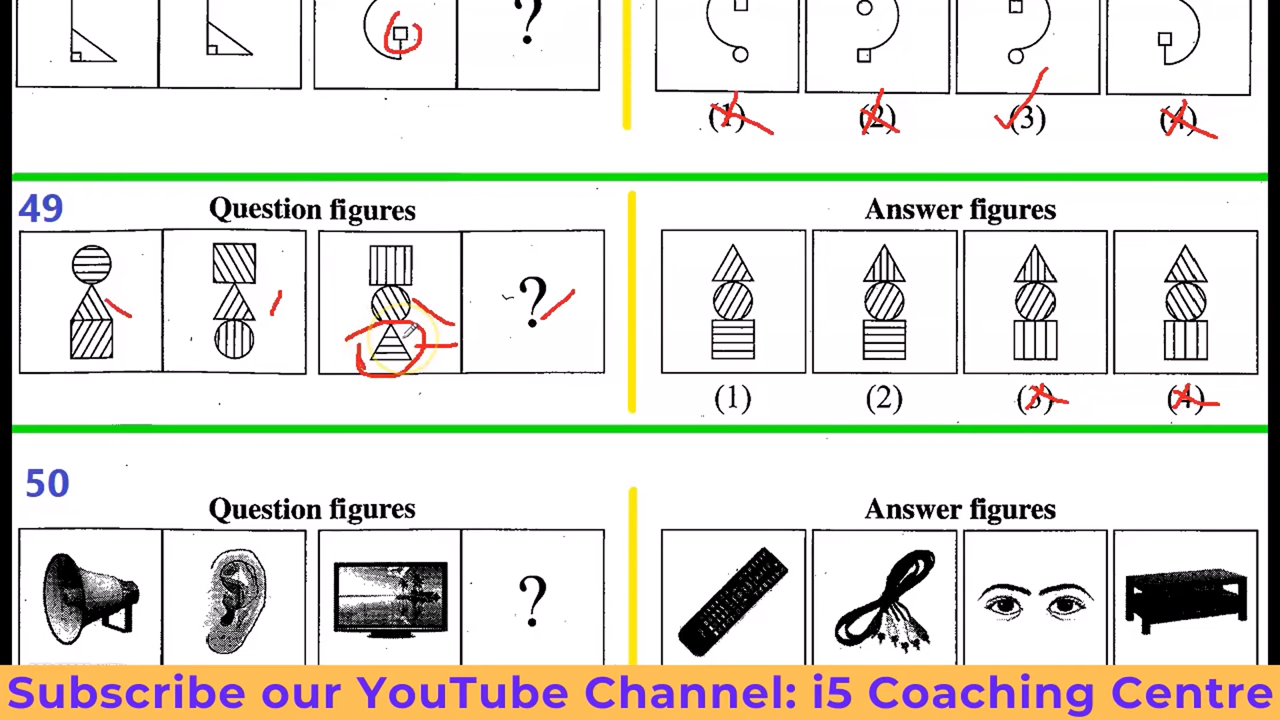 ?
(1) (2) (3) (4)
49
Question figures
Answer figures
?
(1) (2) (3) (4)
50
Question figures
Answer figures
?
Subscribe our YouTube Channel: i5 Coaching Centre